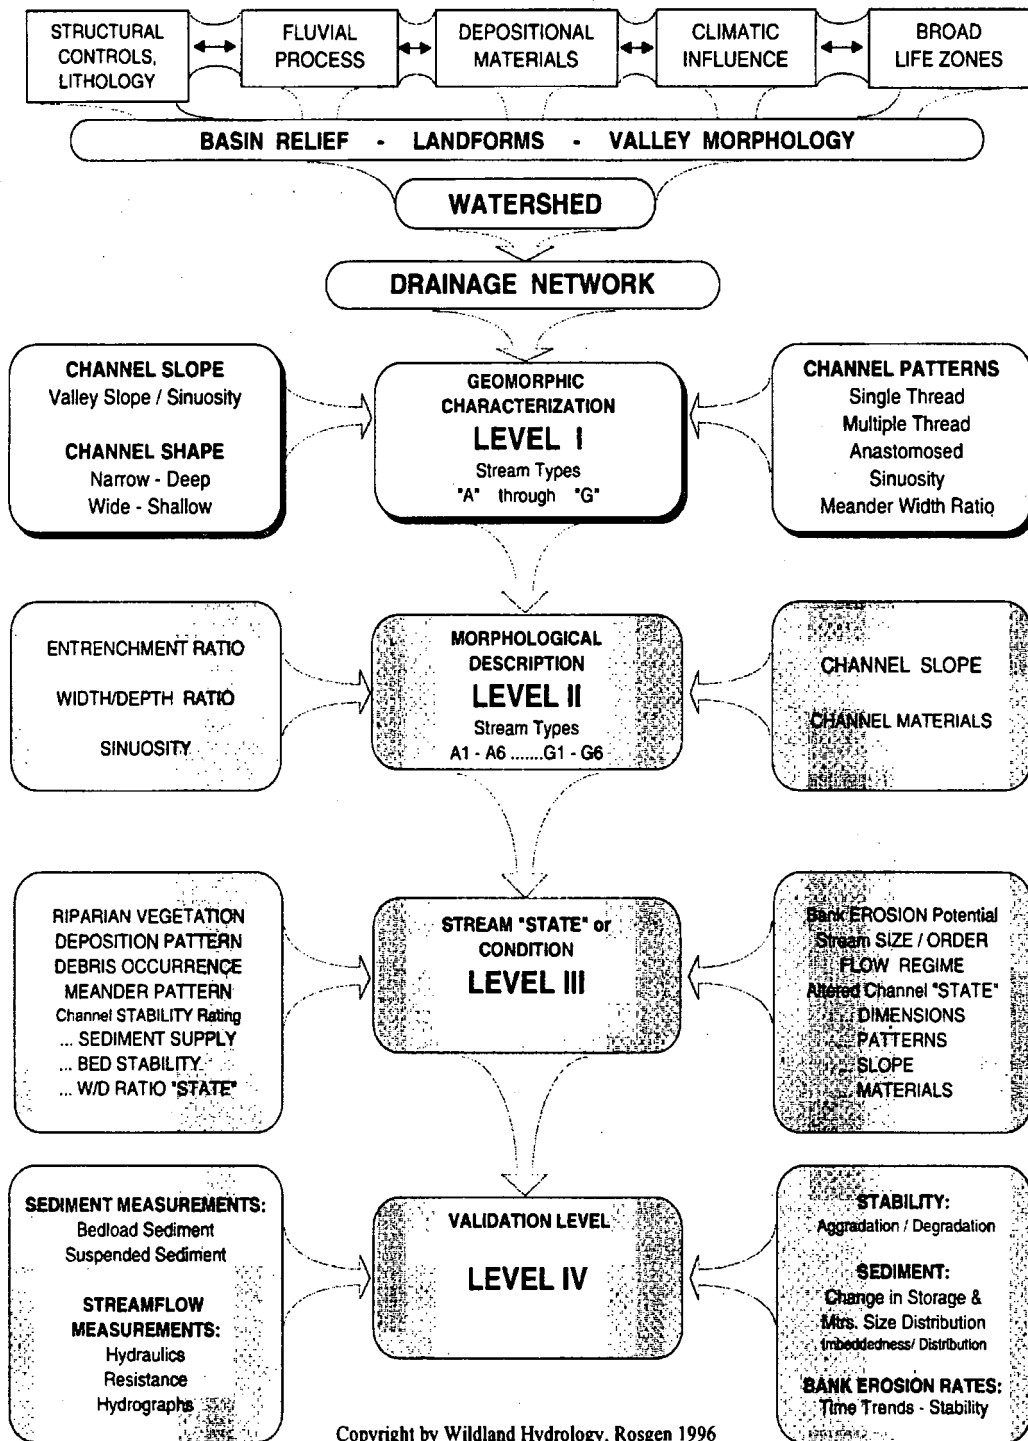 STRUCTURAL
CONTROLS,
LITHOLOGY
FLUVIAL
PROCESS
DEPOSITIONAL
MATERIALS
CLIMATIC
INFLUENCE
BROAD
LIFE ZONES
BASIN RELIEF - LANDFORMS - VALLEY MORPHOLOGY
WATERSHED
DRAINAGE NETWORK
CHANNEL SLOPE
Valley Slope / Sinuosity
CHANNEL SHAPE
Narrow - Deep
Wide - Shallow
GEOMORPHIC
CHARACTERIZATION
LEVEL I
Stream Types
"A" through "G"
CHANNEL PATTERNS
Single Thread
Multiple Thread
Anastomosed
Sinuosity
Meander Width Ratio
ENTRENCHMENT RATIO
WIDTH/DEPTH RATIO
SINUOSITY
MORPHOLOGICAL
DESCRIPTION
LEVEL II
Stream Types
A1 - A6 .......G1 - G6
CHANNEL SLOPE
CHANNEL MATERIALS
RIPARIAN VEGETATION
DEPOSITION PATTERN
DEBRIS OCCURRENCE
MEANDER PATTERN
Channel STABILITY Rating
... SEDIMENT SUPPLY
... BED STABILITY
... W/D RATIO "STATE"
STREAM "STATE" or
CONDITION
LEVEL III
Bank EROSION Potential
Stream SIZE / ORDER
FLOW REGIME
Altered Channel "STATE"
... DIMENSIONS
... PATTERNS
... SLOPE
... MATERIALS
SEDIMENT MEASUREMENTS:
Bedload Sediment
Suspended Sediment
STREAMFLOW
MEASUREMENTS:
Hydraulics
Resistance
Hydrographs
VALIDATION LEVEL
LEVEL IV
STABILITY:
Aggradation / Degradation
SEDIMENT:
Change in Storage &
Mtrs. Size Distribution
Imbeddedness/ Distribution
BANK EROSION RATES:
Time Trends - Stability
Copyright by Wildland Hydrology, Rosgen 1996